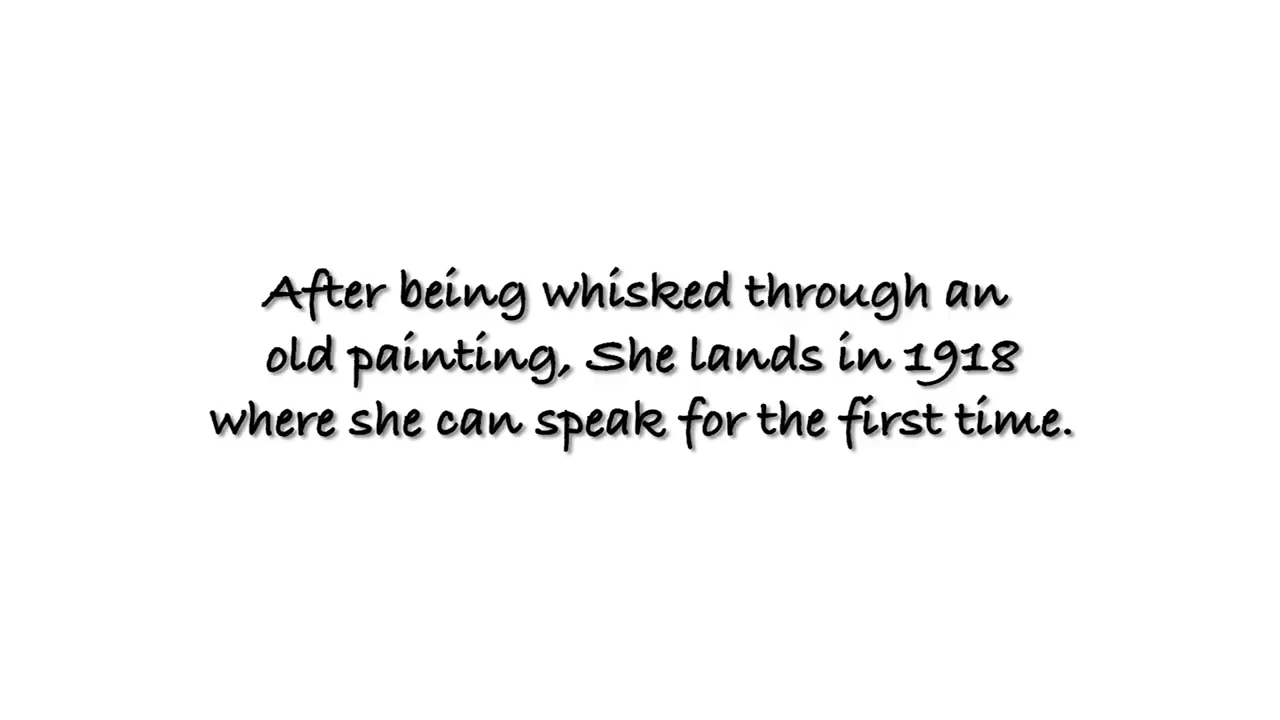 After being whisked through an
old painting, She lands in 1918
where she can speak for the first time.